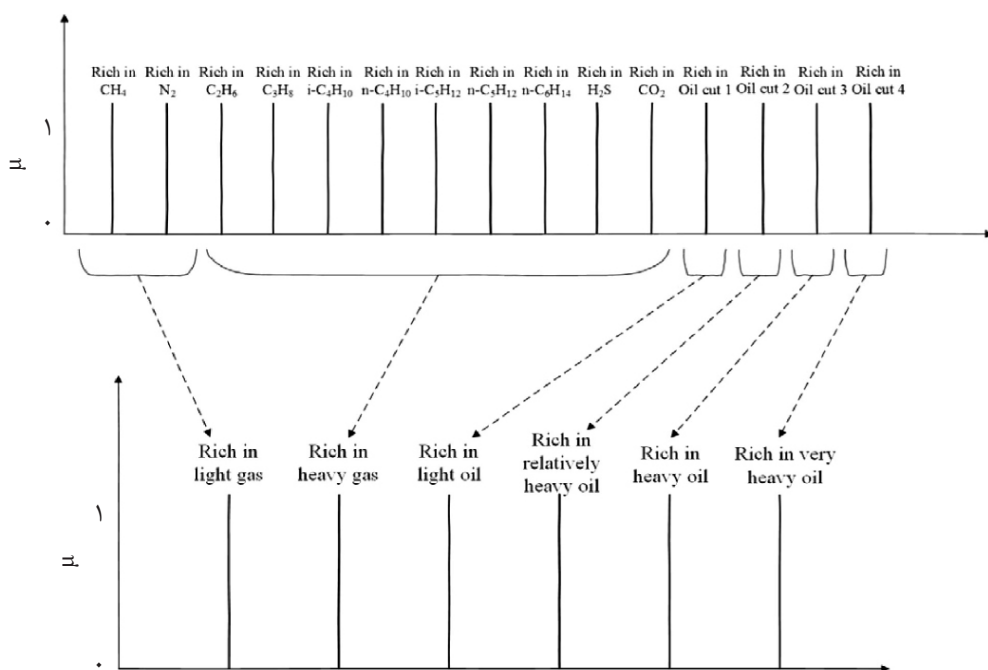 Rich in
CH₄
Rich in
N₂
Rich in
C₂H₆
Rich in
C₃H₈
Rich in
i-C₄H₁₀
Rich in
n-C₄H₁₀
Rich in
i-C₅H₁₂
Rich in
n-C₅H₁₂
Rich in
n-C₆H₁₄
Rich in
H₂S
Rich in
CO₂
Rich in
Oil cut 1
Rich in
Oil cut 2
Rich in
Oil cut 3
Rich in
Oil cut 4
١
μ
٠
Rich in
light gas
Rich in
heavy gas
Rich in
light oil
Rich in
relatively
heavy oil
Rich in
heavy oil
Rich in very
heavy oil
١
μ
٠